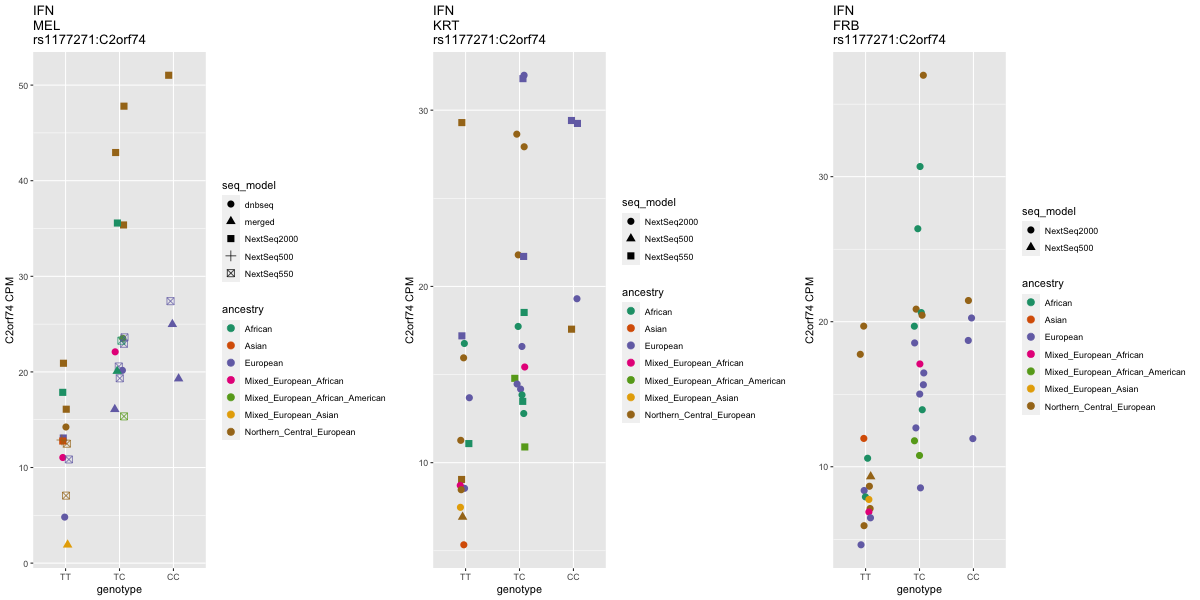 IFN
MEL
rs1177271:C2orf74
C2orf74 CPM
50
40
30
20
10
0
TT
TC
CC
genotype
seq_model
dnbseq
merged
NextSeq2000
NextSeq500
NextSeq550
ancestry
African
Asian
European
Mixed_European_African
Mixed_European_African_American
Mixed_European_Asian
Northern_Central_European
IFN
KRT
rs1177271:C2orf74
C2orf74 CPM
30
20
10
TT
TC
CC
genotype
seq_model
NextSeq2000
NextSeq500
NextSeq550
ancestry
African
Asian
European
Mixed_European_African
Mixed_European_African_American
Mixed_European_Asian
Northern_Central_European
IFN
FRB
rs1177271:C2orf74
C2orf74 CPM
30
20
10
TT
TC
CC
genotype
seq_model
NextSeq2000
NextSeq500
ancestry
African
Asian
European
Mixed_European_African
Mixed_European_African_American
Mixed_European_Asian
Northern_Central_European